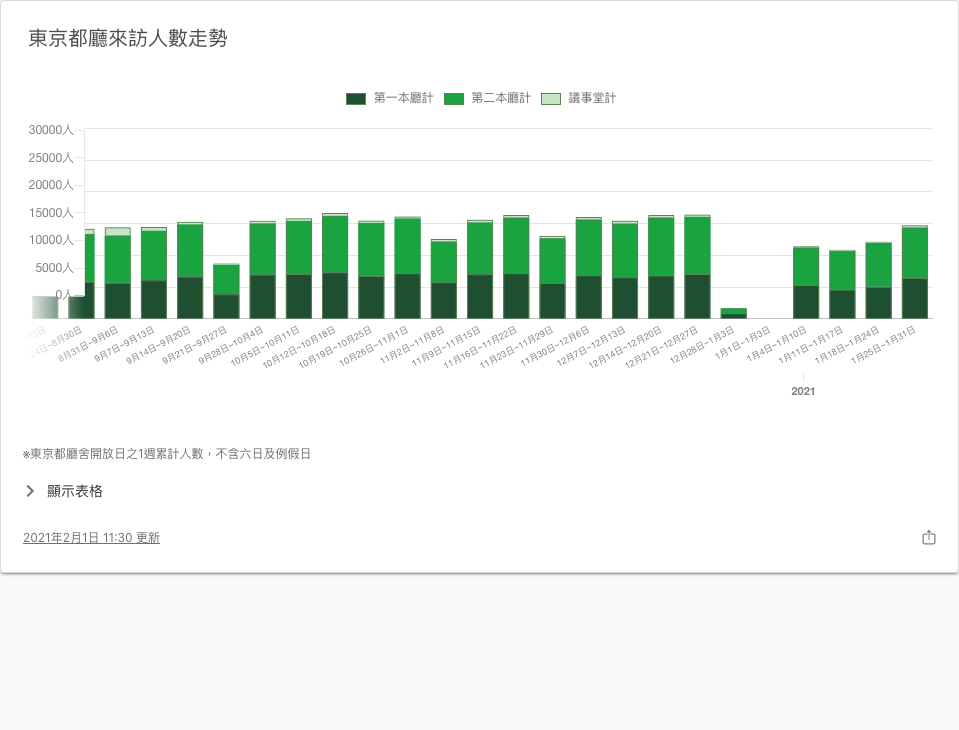 東京都廳來訪人數走勢
第一本廳計 第二本廳計 議事堂計
30000人
25000人
20000人
15000人
10000人
5000人
0人
24日~8月30日
8月31日~9月6日
9月7日~9月13日
9月14日~9月20日
9月21日~9月27日
9月28日~10月4日
10月5日~10月11日
10月12日~10月18日
10月19日~10月25日
10月26日~11月1日
11月2日~11月8日
11月9日~11月15日
11月16日~11月22日
11月23日~11月29日
11月30日~12月6日
12月7日~12月13日
12月14日~12月20日
12月21日~12月27日
12月28日~1月3日
1月1日~1月3日
1月4日~1月10日
1月11日~1月17日
1月18日~1月24日
1月25日~1月31日
2021
※東京都廳舍開放日之1週累計人數，不含六日及例假日
顯示表格
2021年2月1日 11:30 更新